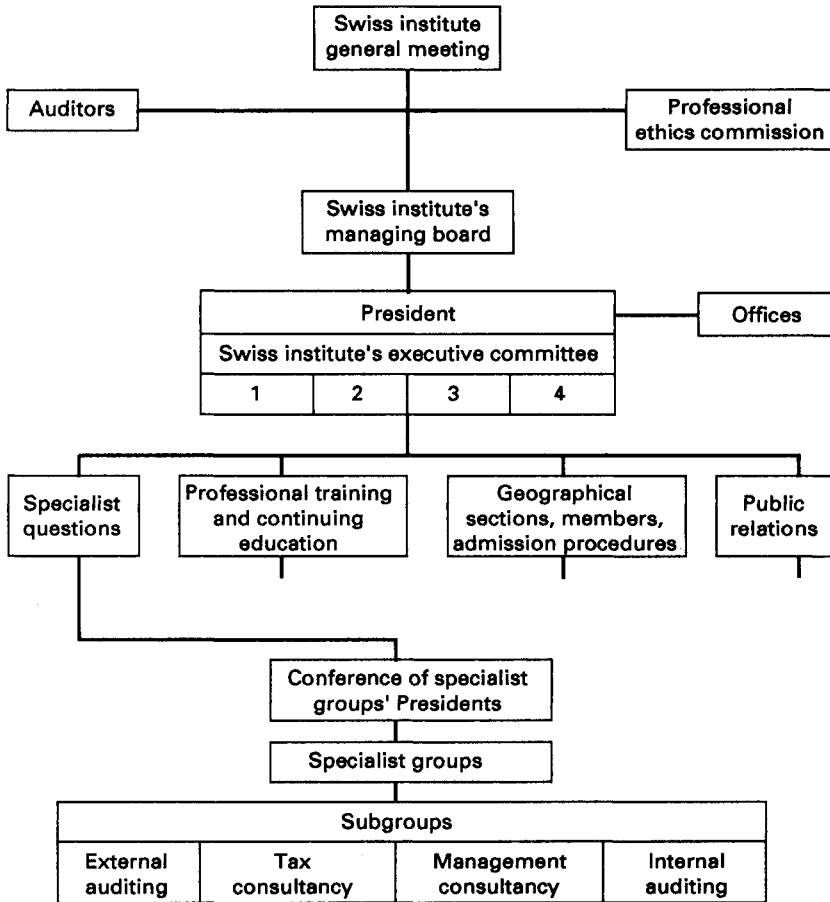 Swiss institute
general meeting
Auditors
Professional
ethics commission
Swiss institute's
managing board
President
Offices
Swiss institute's executive committee
1 2 3 4
Specialist
questions
Professional training
and continuing
education
Geographical
sections, members,
admission procedures
Public
relations
Conference of specialist
groups' Presidents
Specialist groups
Subgroups
External
auditing
Tax
consultancy
Management
consultancy
Internal
auditing